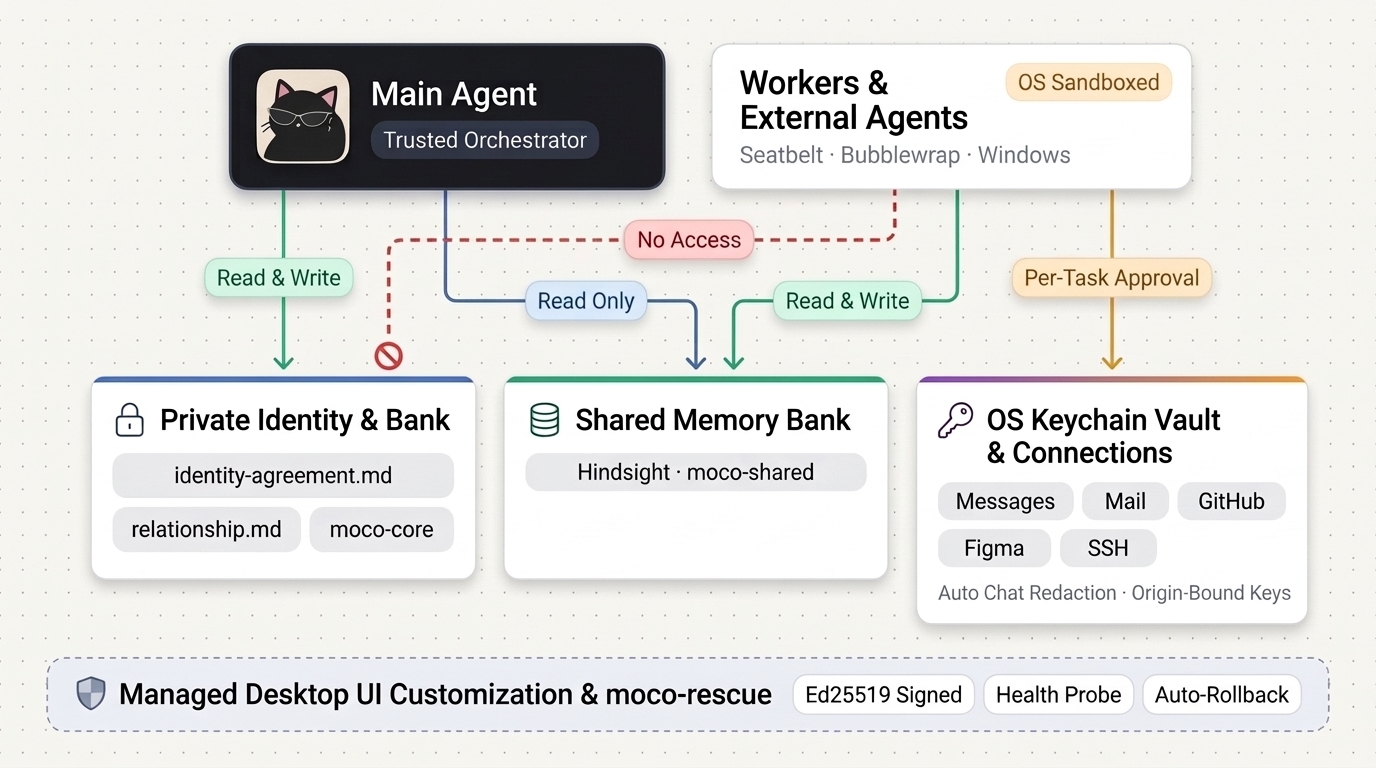 Main Agent
Trusted Orchestrator
Workers &
External Agents
OS Sandboxed
Seatbelt · Bubblewrap · Windows
No Access
Read & Write
Read Only
Read & Write
Per-Task Approval
Private Identity & Bank
identity-agreement.md
relationship.md
moco-core
Shared Memory Bank
Hindsight · moco-shared
OS Keychain Vault
& Connections
Messages
Mail
GitHub
Figma
SSH
Auto Chat Redaction · Origin-Bound Keys
Managed Desktop UI Customization & moco-rescue
Ed25519 Signed
Health Probe
Auto-Rollback